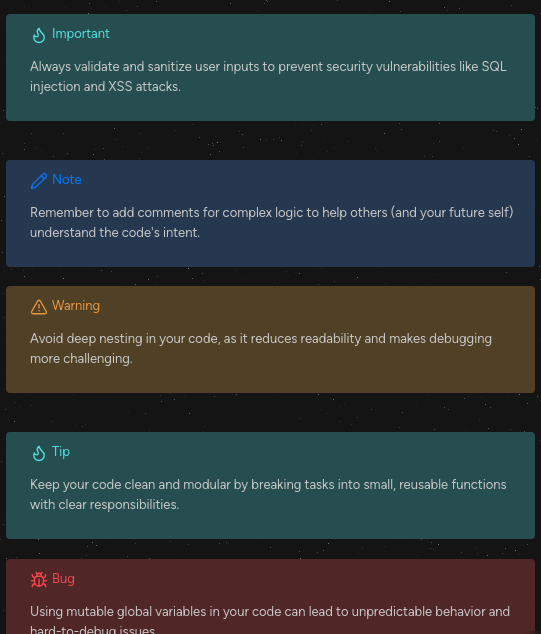 Important
Always validate and sanitize user inputs to prevent security vulnerabilities like SQL
injection and XSS attacks.
Note
Remember to add comments for complex logic to help others (and your future self)
understand the code's intent.
Warning
Avoid deep nesting in your code, as it reduces readability and makes debugging
more challenging.
Tip
Keep your code clean and modular by breaking tasks into small, reusable functions
with clear responsibilities.
Bug
Using mutable global variables in your code can lead to unpredictable behavior and
hard-to-debug issues.